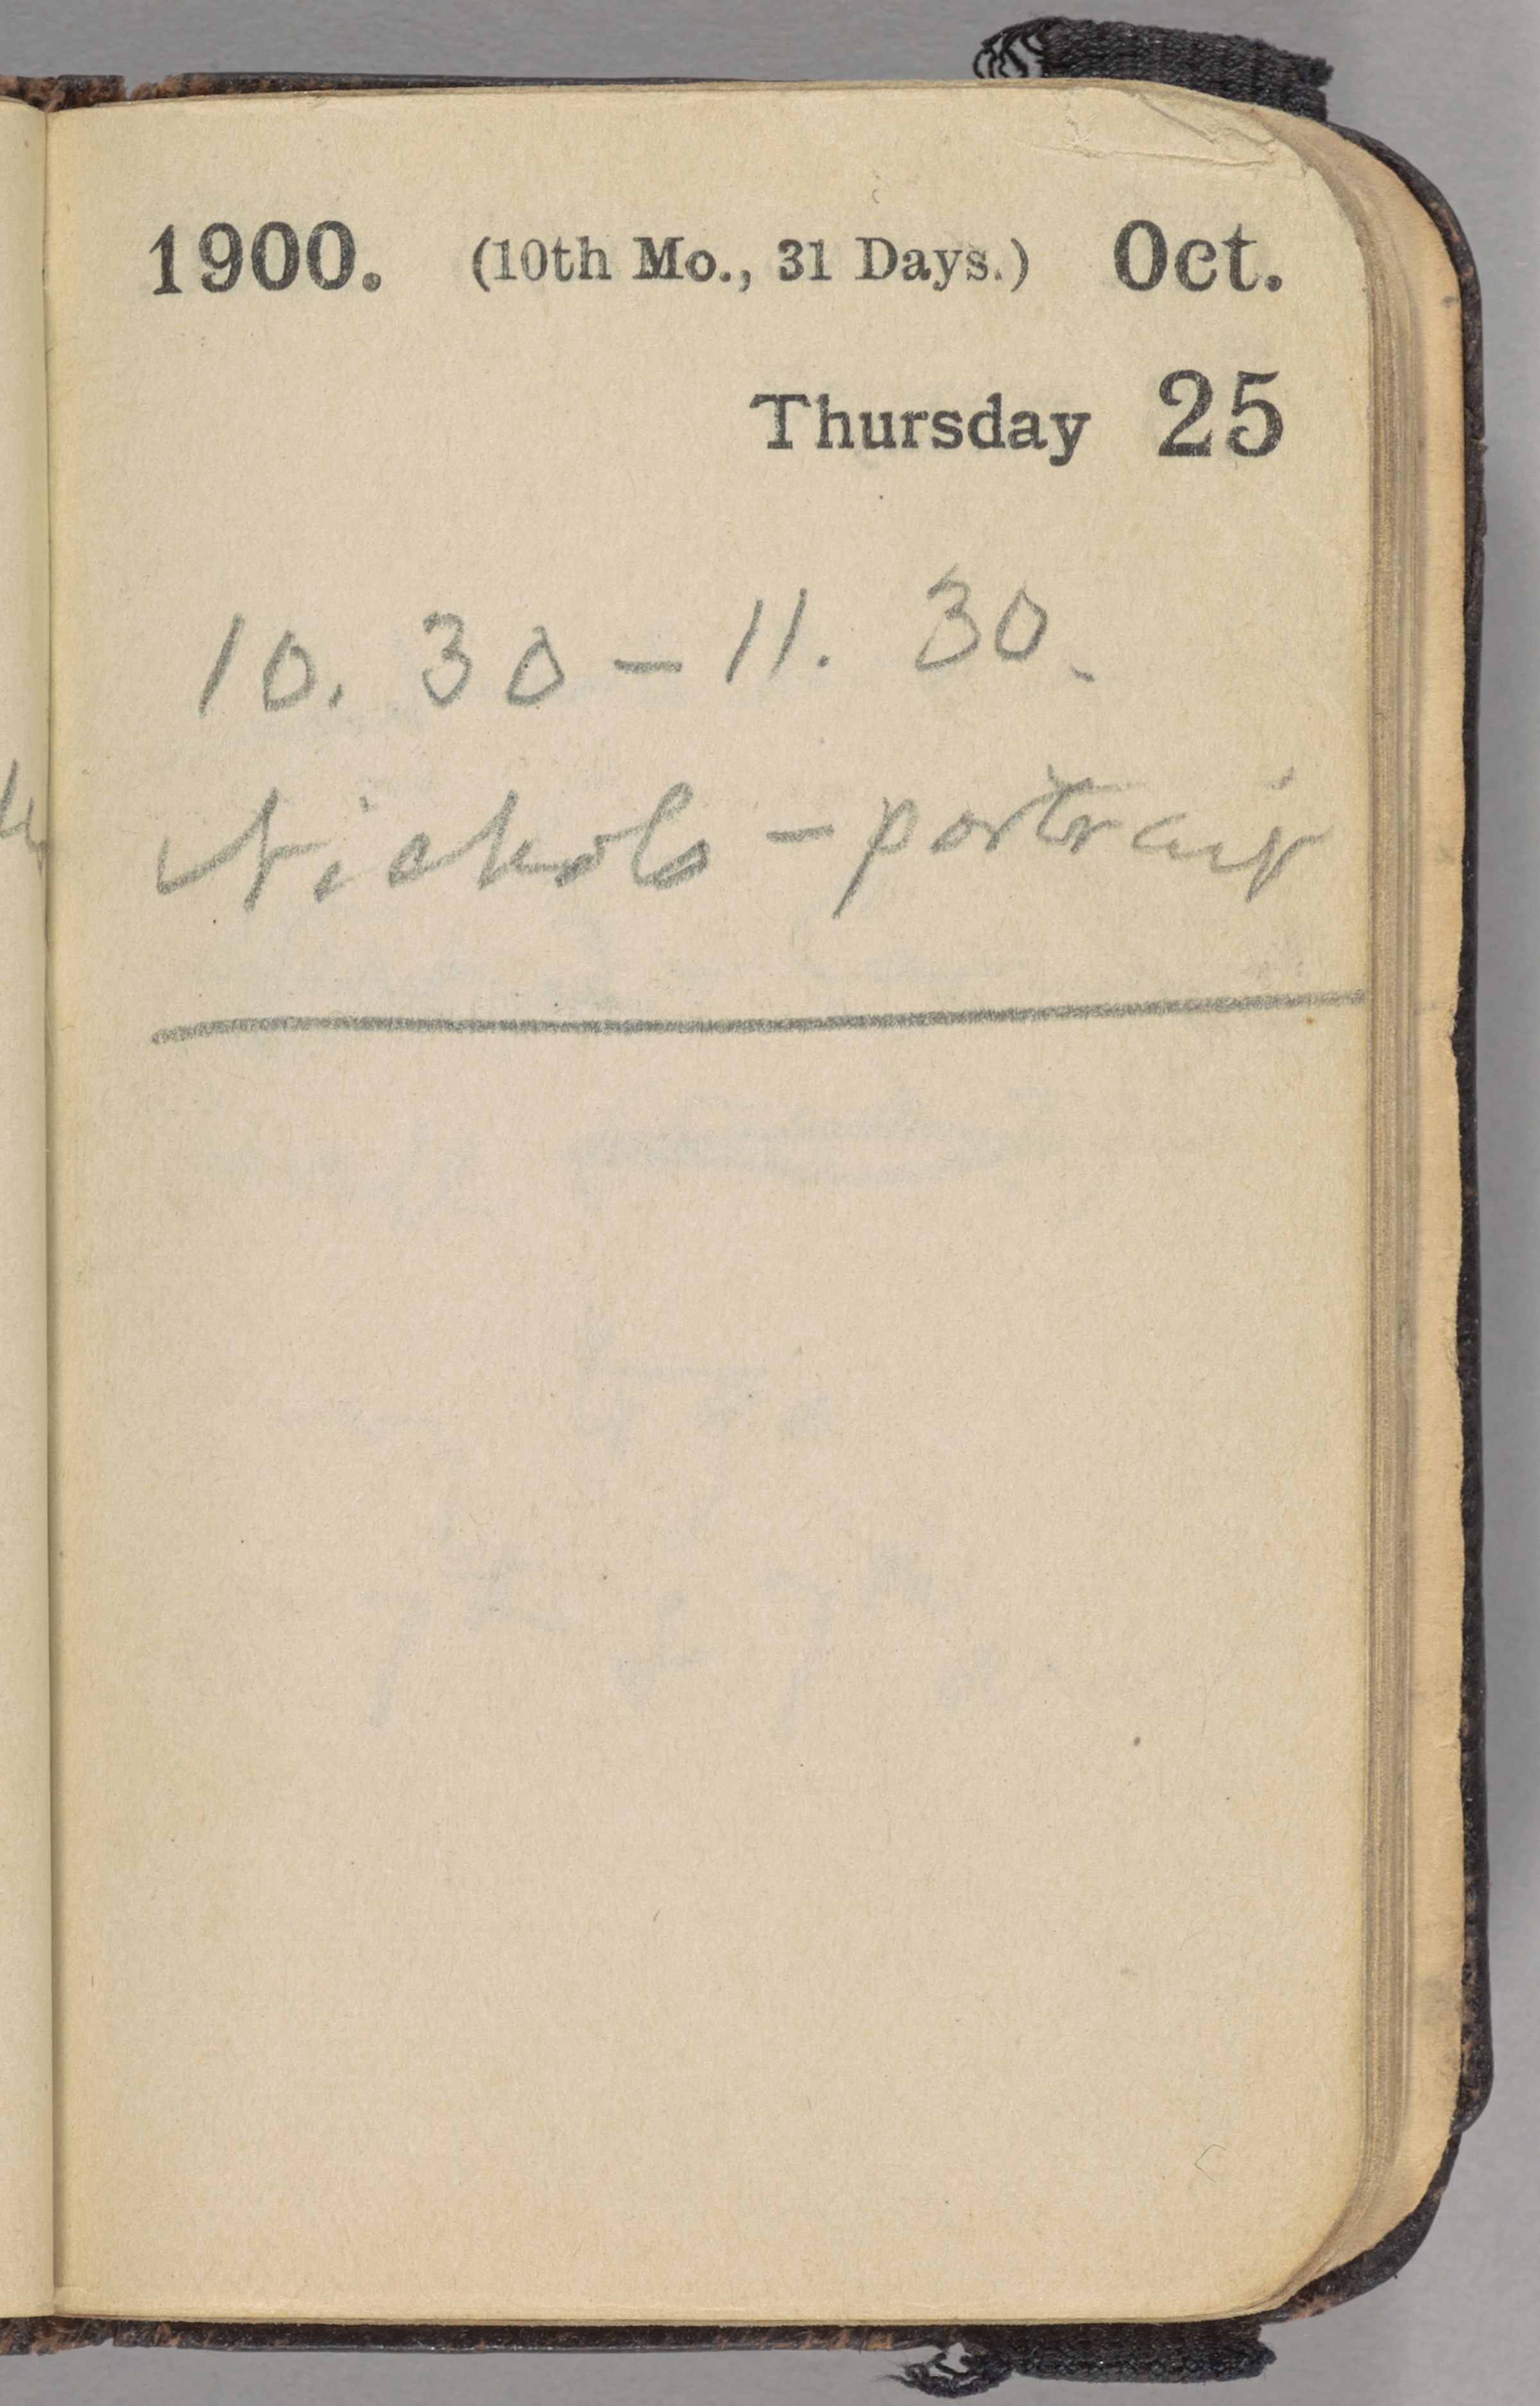 1900. (10th Mo., 31 Days.) Oct.
Thursday 25
10. 30 – 11. 30.
Nichols – portrait